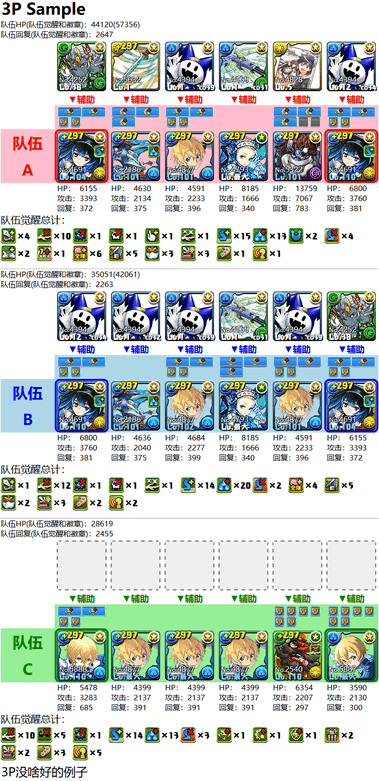 3P Sample
队伍HP(队伍觉醒和徽章): 44120(57356)
队伍回复(队伍觉醒和徽章): 2647
▼辅助 ▼辅助 ▼辅助 ▼辅助 ▼辅助 ▼辅助
队伍
A
HP: 6155 HP: 4630 HP: 4591 HP: 8185 HP: 13759 HP: 6800
攻击: 3393 攻击: 2134 攻击: 2233 攻击: 1666 攻击: 7067 攻击: 3760
回复: 372 回复: 375 回复: 396 回复: 340 回复: 783 回复: 381
队伍觉醒总计:
×4 ×10 ×1 ×1 ×1 ×1 ×15 ×13 ×2 ×4
×2 ×1 ×6 ×5 ×3 ×2 ×1 ×1
队伍HP(队伍觉醒和徽章): 35051(42061)
队伍回复(队伍觉醒和徽章): 2263
▼辅助 ▼辅助 ▼辅助 ▼辅助 ▼辅助 ▼辅助
队伍
B
HP: 6800 HP: 4636 HP: 4684 HP: 8185 HP: 4591 HP: 6155
攻击: 3760 攻击: 2040 攻击: 2277 攻击: 1666 攻击: 2233 攻击: 3393
回复: 381 回复: 375 回复: 399 回复: 340 回复: 396 回复: 372
队伍觉醒总计:
×1 ×12 ×1 ×1 ×1 ×14 ×20 ×2 ×4 ×5
×2 ×3 ×2 ×2
队伍HP(队伍觉醒和徽章): 28619
队伍回复(队伍觉醒和徽章): 2455
▼辅助 ▼辅助 ▼辅助 ▼辅助 ▼辅助 ▼辅助
队伍
C
HP: 5478 HP: 4399 HP: 4399 HP: 4399 HP: 6354 HP: 3590
攻击: 3283 攻击: 2137 攻击: 2137 攻击: 2137 攻击: 2207 攻击: 2130
回复: 685 回复: 391 回复: 391 回复: 391 回复: 297 回复: 300
队伍觉醒总计:
×10 ×5 ×1 ×14 ×13 ×3 ×1 ×1 ×1 ×2
×2 ×3 ×5
3P没啥好的例子